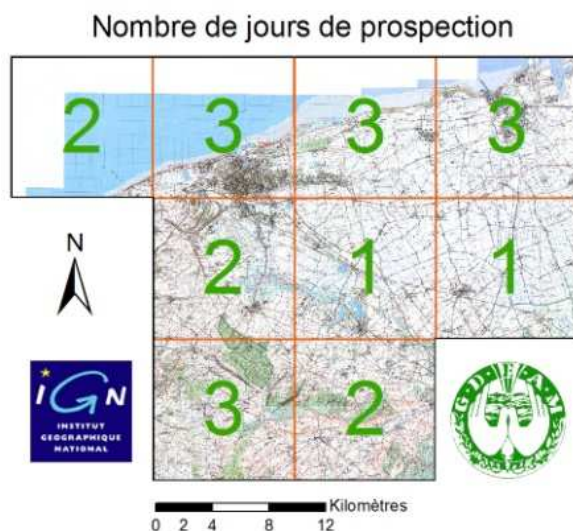 Nombre de jours de prospection
2 3 3 3
N
2 1 1
IGN
INSTITUT
GEOGRAPHIQUE
NATIONAL
3 2
G.D.E.A.M
Kilomètres
0 2 4 8 12